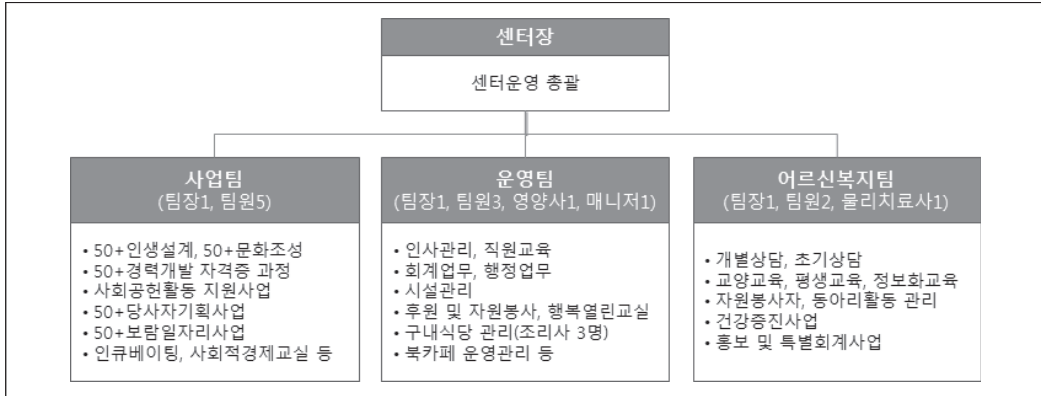 센터장
센터운영 총괄
사업팀
(팀장1, 팀원5)
• 50+인생설계, 50+문화조성
• 50+경력개발 자격증 과정
• 사회공헌활동 지원사업
• 50+당사자기획사업
• 50+보람일자리사업
• 인큐베이팅, 사회적경제교실 등
운영팀
(팀장1, 팀원3, 영양사1, 매니저1)
• 인사관리, 직원교육
• 회계업무, 행정업무
• 시설관리
• 후원 및 자원봉사, 행복열린교실
• 구내식당 관리(조리사 3명)
• 북카페 운영관리 등
어르신복지팀
(팀장1, 팀원2, 물리치료사1)
• 개별상담, 초기상담
• 교양교육, 평생교육, 정보화교육
• 자원봉사자, 동아리활동 관리
• 건강증진사업
• 홍보 및 특별회계사업